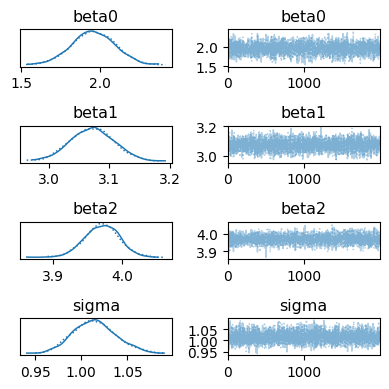 beta0 beta0
2.0
1.5
1.5 2.0 0 1000
beta1 beta1
3.2
3.0
3.0 3.1 3.2 0 1000
beta2 beta2
4.0
3.9
3.9 4.0 0 1000
sigma sigma
1.05
1.00
0.95
0.95 1.00 1.05 0 1000